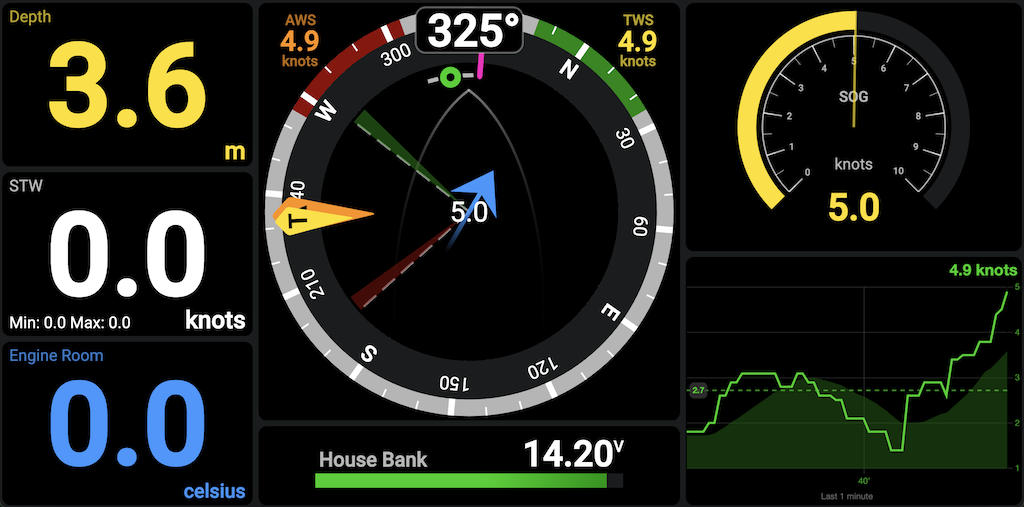 Depth
3.6
m
STW
0.0
Min: 0.0 Max: 0.0
knots
Engine Room
0.0
celsius
AWS
4.9
knots
325°
TWS
4.9
knots
300
N
30
60
E
120
150
S
210
40
W
T
5.0
House Bank
14.20V
0
1
2
3
4
5
6
7
8
9
10
SOG
knots
5.0
4.9 knots
5
4
3
2
1
2.7
40'
Last 1 minute